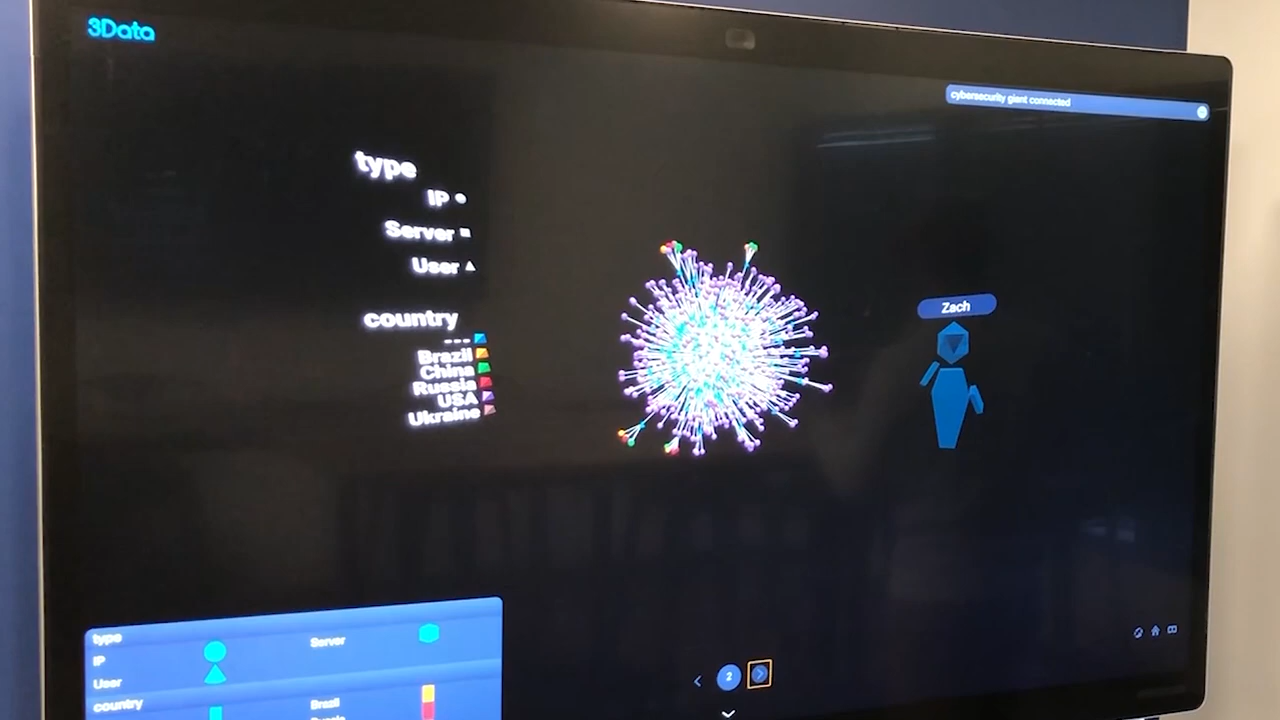 3Data
cybersecurity giant connected
type
IP
Server
User
country
---
Brazil
China
Russia
USA
Ukraine
Zach
type
Server
IP
User
country
Brazil
Russia
2